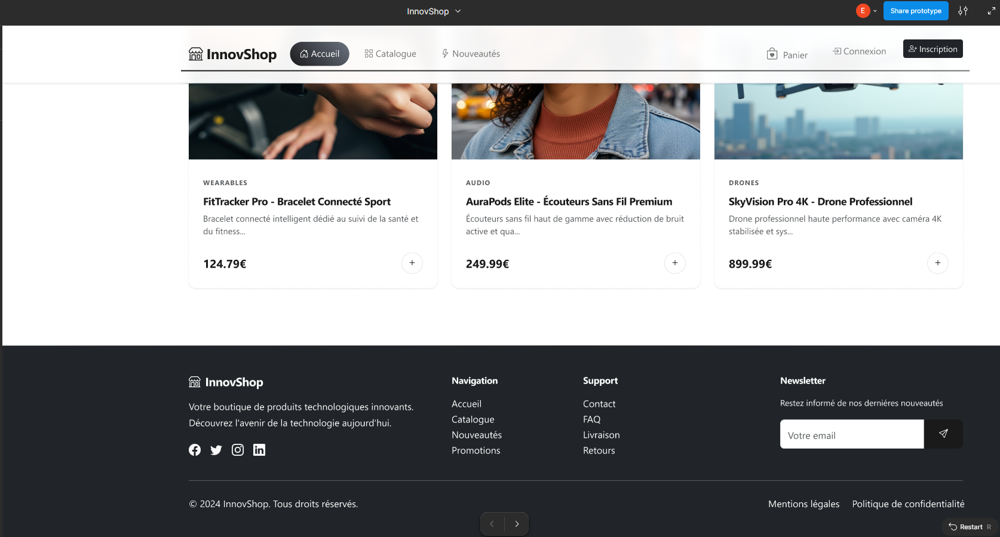 InnovShop
E
Share prototype
InnovShop
Accueil
Catalogue
Nouveautés
Panier
Connexion
Inscription
WEARABLES
FitTracker Pro - Bracelet Connecté Sport
Bracelet connecté intelligent dédié au suivi de la santé et
du fitness...
124.79€
+
AUDIO
AuraPods Elite - Écouteurs Sans Fil Premium
Écouteurs sans fil haut de gamme avec réduction de bruit
active et qua...
249.99€
+
DRONES
SkyVision Pro 4K - Drone Professionnel
Drone professionnel haute performance avec caméra 4K
stabilisée et sys...
899.99€
+
InnovShop
Votre boutique de produits technologiques innovants.
Découvrez l'avenir de la technologie aujourd'hui.
Navigation
Accueil
Catalogue
Nouveautés
Promotions
Support
Contact
FAQ
Livraison
Retours
Newsletter
Restez informé de nos derniéres nouveautés
Votre email
© 2024 InnovShop. Tous droits réservés.
Mentions légales
Politique de confidentialité
Restart R